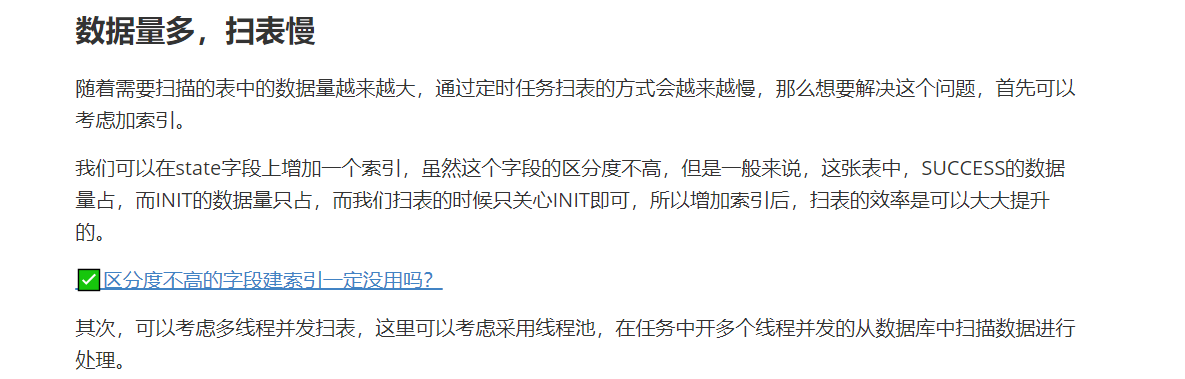 数据量多，扫表慢
随着需要扫描的表中的数据量越来越大，通过定时任务扫表的方式会越来越慢，那么想要解决这个问题，首先可以
考虑加索引。
我们可以在state字段上增加一个索引，虽然这个字段的区分度不高，但是一般来说，这张表中，SUCCESS的数据
量占，而INIT的数据量只占，而我们扫表的时候只关心INIT即可，所以增加索引后，扫表的效率是可以大大提升
的。
✅区分度不高的字段建索引一定没用吗？
其次，可以考虑多线程并发扫表，这里可以考虑采用线程池，在任务中开多个线程并发的从数据库中扫描数据进行
处理。